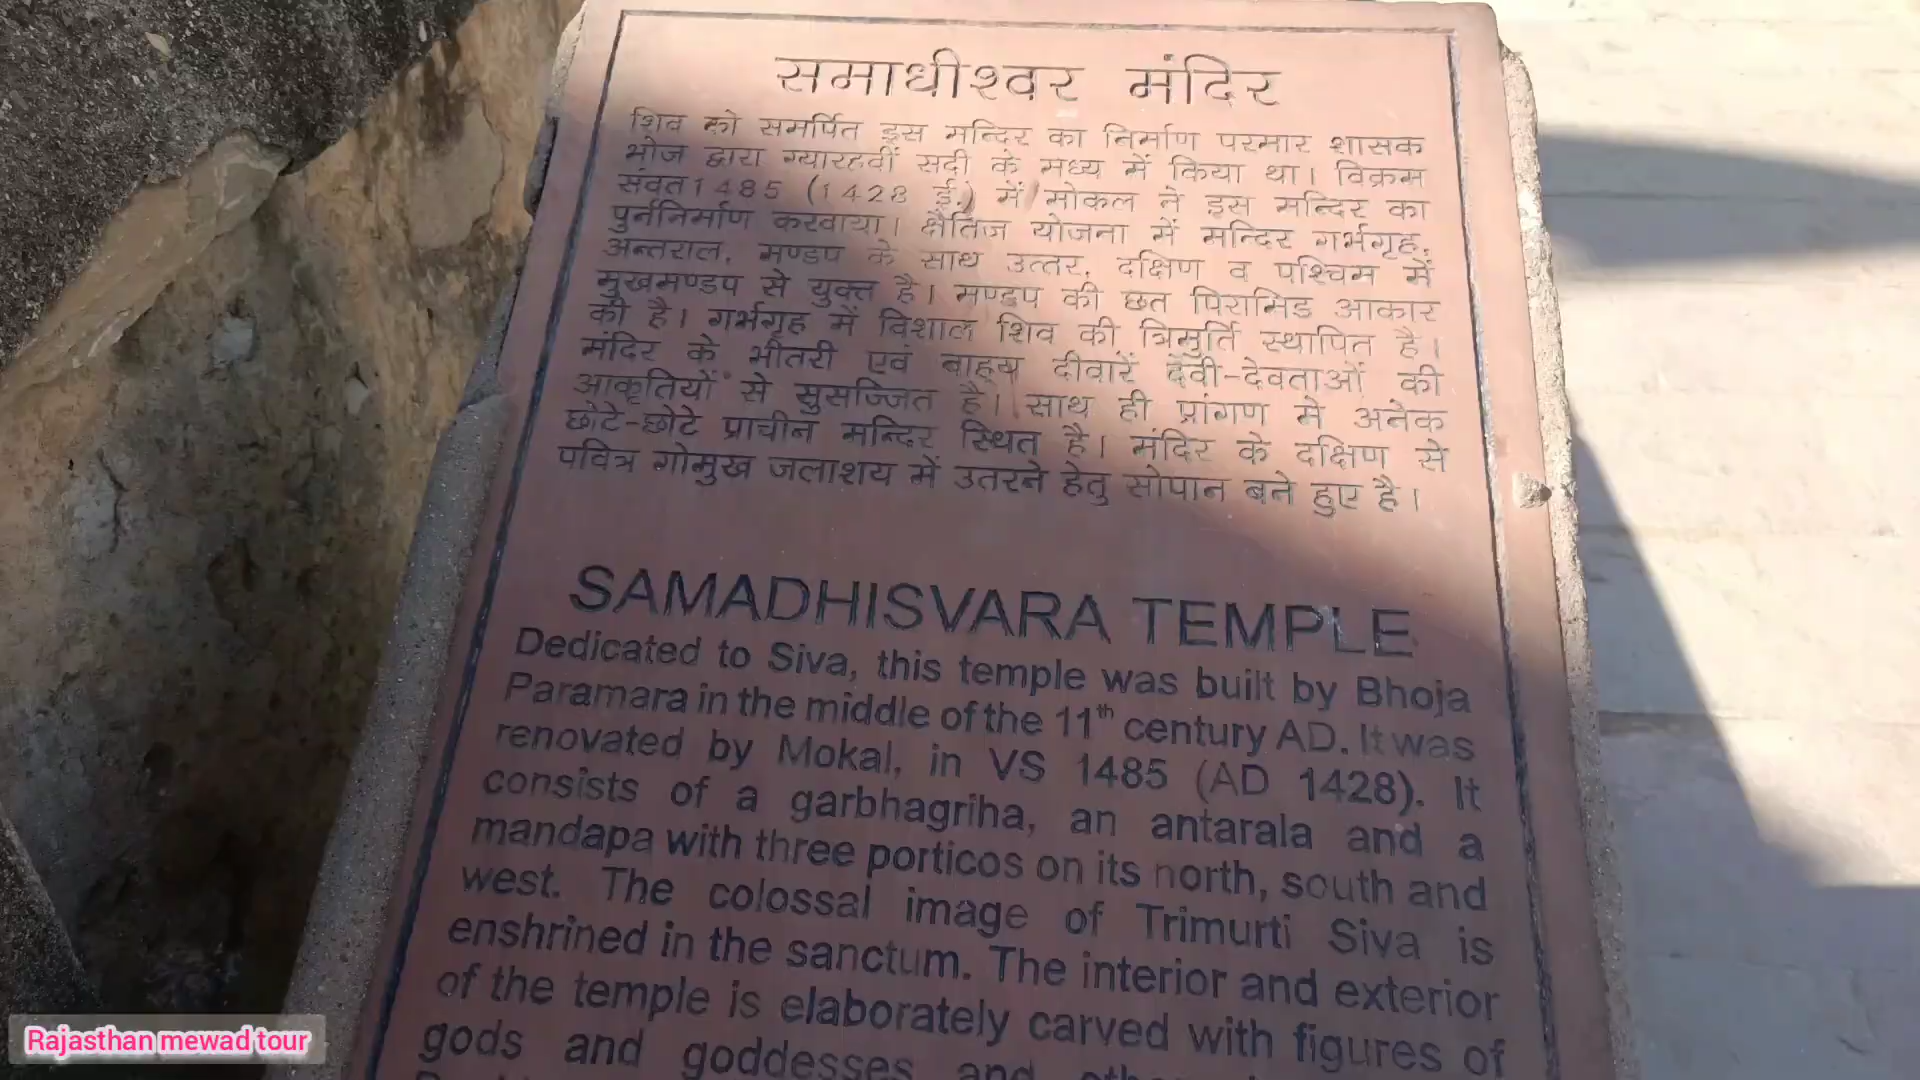 समाधीश्वर मंदिर
शिव को समर्पित इस मन्दिर का निर्माण परमार शासक
भोज द्वारा ग्यारहवीं सदी के मध्य में किया था। विक्रम
संवत 1485 (1428 ई.) में मोकल ने इस मन्दिर का
पुर्ननिर्माण करवाया। क्षैतिज योजना में मन्दिर गर्भगृह,
अन्तराल, मण्डप के साथ उत्तर, दक्षिण व पश्चिम में
मुखमण्डप से युक्त है। मण्डप की छत पिरामिड आकार
की है। गर्भगृह में विशाल शिव की त्रिमुर्ति स्थापित है।
मंदिर के भीतरी एवं बाह्य दीवारें देवी-देवताओं की
आकृतियों से सुसज्जित है। साथ ही प्रांगण मे अनेक
छोटे-छोटे प्राचीन मन्दिर स्थित है। मंदिर के दक्षिण से
पवित्र गोमुख जलाशय में उतरने हेतु सोपान बने हुए है।
SAMADHISVARA TEMPLE
Dedicated to Siva, this temple was built by Bhoja
Paramara in the middle of the 11th century AD. It was
renovated by Mokal, in VS 1485 (AD 1428). It
consists of a garbhagriha, an antarala and a
mandapa with three porticos on its north, south and
west. The colossal image of Trimurti Siva is
enshrined in the sanctum. The interior and exterior
of the temple is elaborately carved with figures of
gods and goddesses and
Rajasthan mewad tour